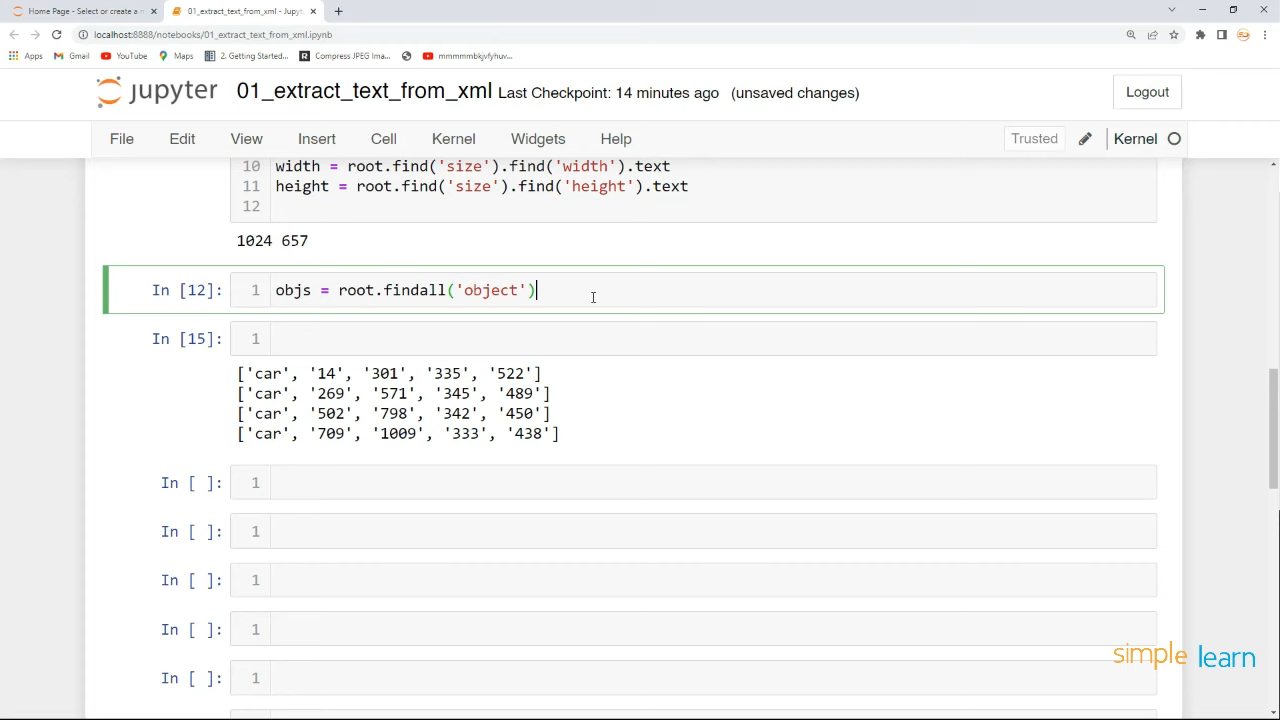 Home Page - Select or create a n
01_extract_text_from_xml - Jupy
localhost:8888/notebooks/01_extract_text_from_xml.ipynb
Apps
Gmail
YouTube
Maps
2. Getting Started...
Compress JPEG Ima...
mmmmmbkjvfyhuv...
jupyter 01_extract_text_from_xml Last Checkpoint: 14 minutes ago (unsaved changes)
Logout
File Edit View Insert Cell Kernel Widgets Help
Trusted
Kernel
10 width = root.find('size').find('width').text
11 height = root.find('size').find('height').text
12
1024 657
In [12]: 1 objs = root.findall('object')
In [15]: 1
['car', '14', '301', '335', '522']
['car', '269', '571', '345', '489']
['car', '502', '798', '342', '450']
['car', '709', '1009', '333', '438']
In [ ]: 1
In [ ]: 1
In [ ]: 1
In [ ]: 1
In [ ]: 1
simplelearn